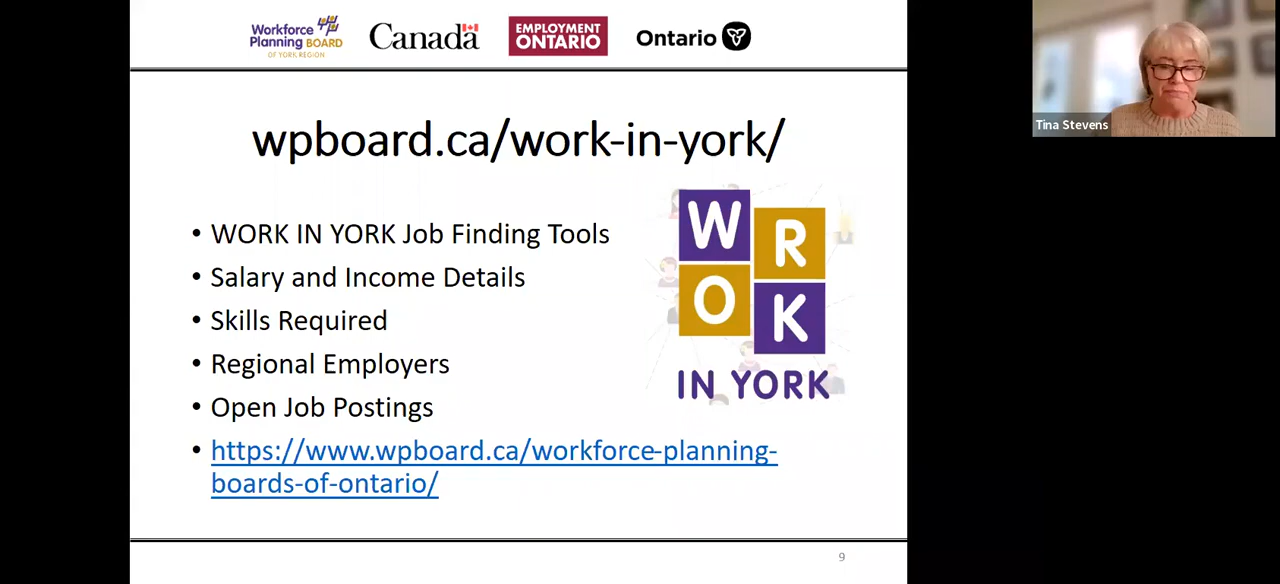 Workforce
Planning BOARD
OF YORK REGION
Canada
EMPLOYMENT
ONTARIO
Ontario
Tina Stevens
wpboard.ca/work-in-york/
• WORK IN YORK Job Finding Tools
• Salary and Income Details
• Skills Required
• Regional Employers
• Open Job Postings
• https://www.wpboard.ca/workforce-planning-
boards-of-ontario/
W
O
R
K
IN YORK
9